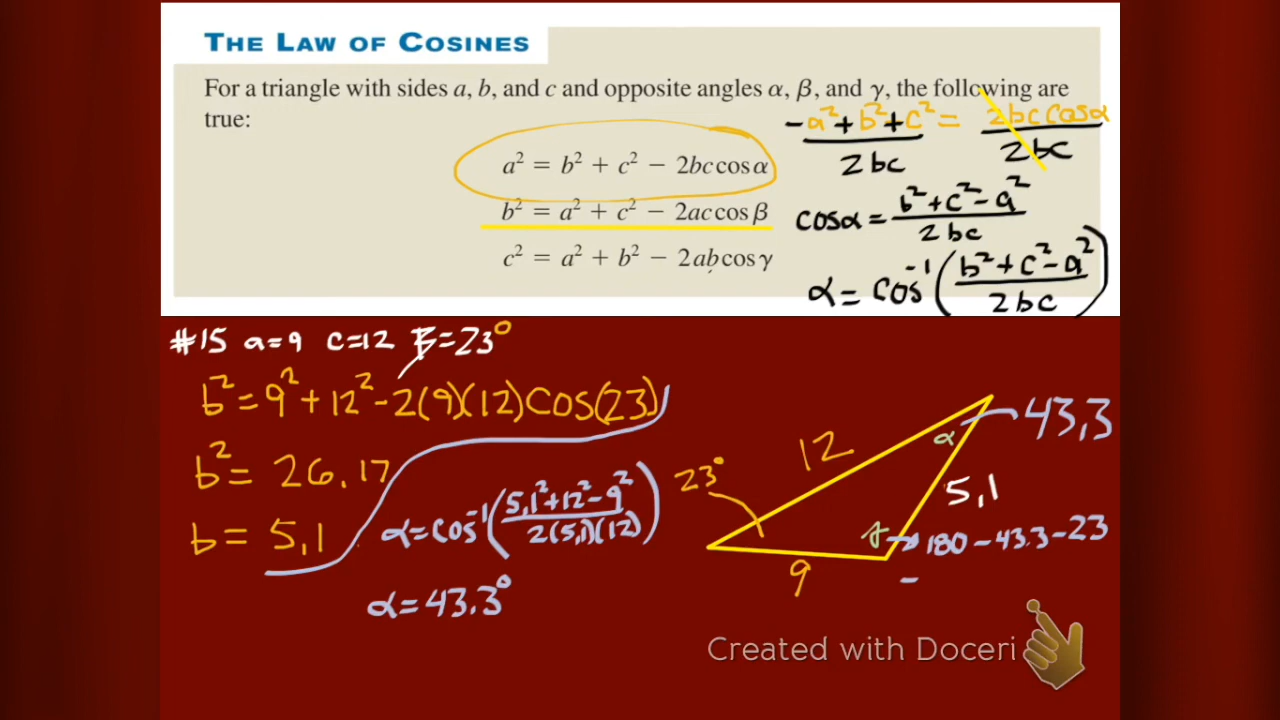 THE LAW OF COSINES
For a triangle with sides a, b, and c and opposite angles α, β, and γ, the following are
true:
-a² + b² + c² = 2bc cosα
2bc 2bc
a² = b² + c² − 2bc cos α
b² = a² + c² − 2ac cos β
c² = a² + b² − 2ab cos γ
cosα = b² + c² - a²
2bc
α = cos⁻¹ (b² + c² - a²)
2bc
#15 a=9 c=12 β=23°
b² = 9² + 12² - 2(9)(12)cos(23)
b² = 26.17
b = 5.1
α = cos⁻¹(5.1² + 12² - 9²)
2(5.1)(12)
α = 43.3°
43.3
α
12
23°
5.1
γ → 180 - 43.3 - 23
9
-
Created with Doceri